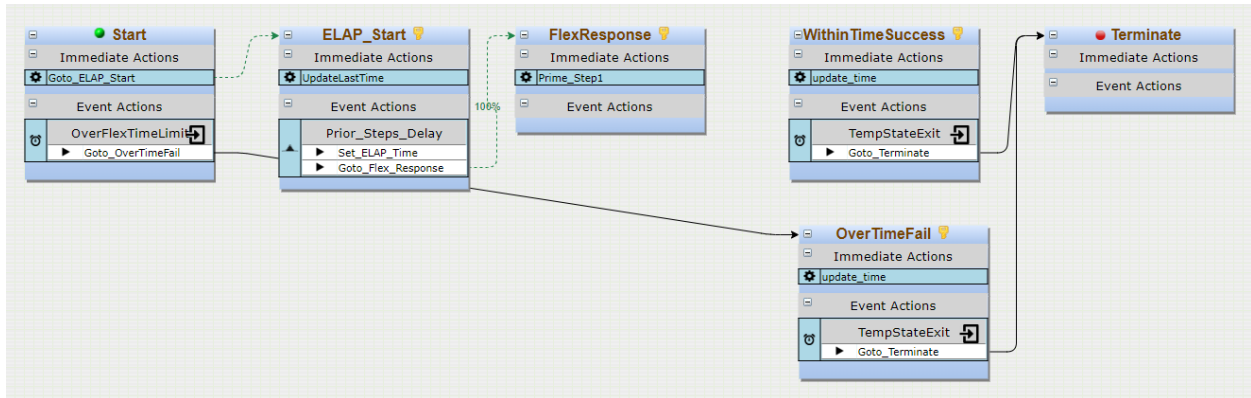 Start
Immediate Actions
Goto_ELAP_Start
Event Actions
OverFlexTimeLimit
Goto_OverTimeFail
ELAP_Start
Immediate Actions
UpdateLastTime
Event Actions
Prior_Steps_Delay
Set_ELAP_Time
Goto_Flex_Response
100%
FlexResponse
Immediate Actions
Prime_Step1
Event Actions
WithinTimeSuccess
Immediate Actions
update_time
Event Actions
TempStateExit
Goto_Terminate
Terminate
Immediate Actions
Event Actions
OverTimeFail
Immediate Actions
update_time
Event Actions
TempStateExit
Goto_Terminate